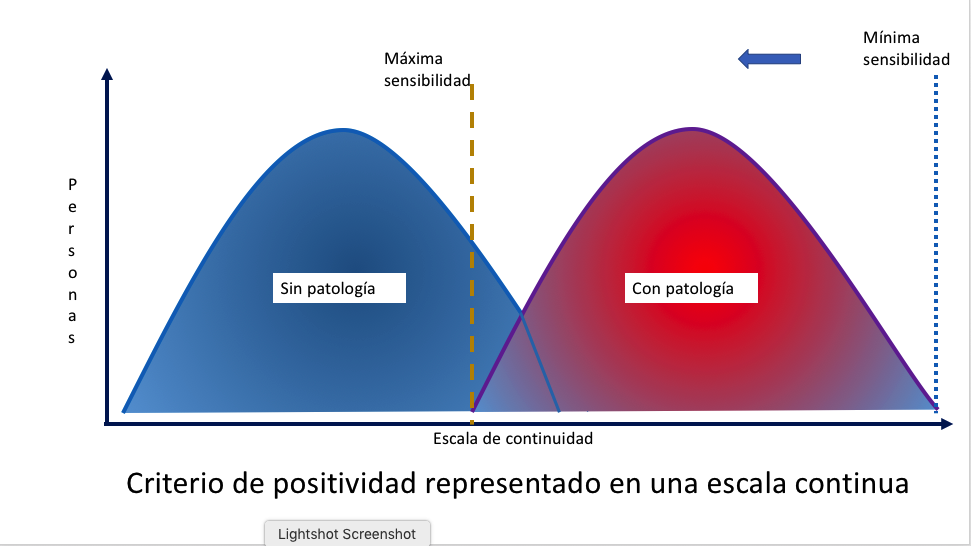 Mínima
sensibilidad
Máxima
sensibilidad
Personas
Sin patología
Con patología
Escala de continuidad
Criterio de positividad representado en una escala continua
Lightshot Screenshot